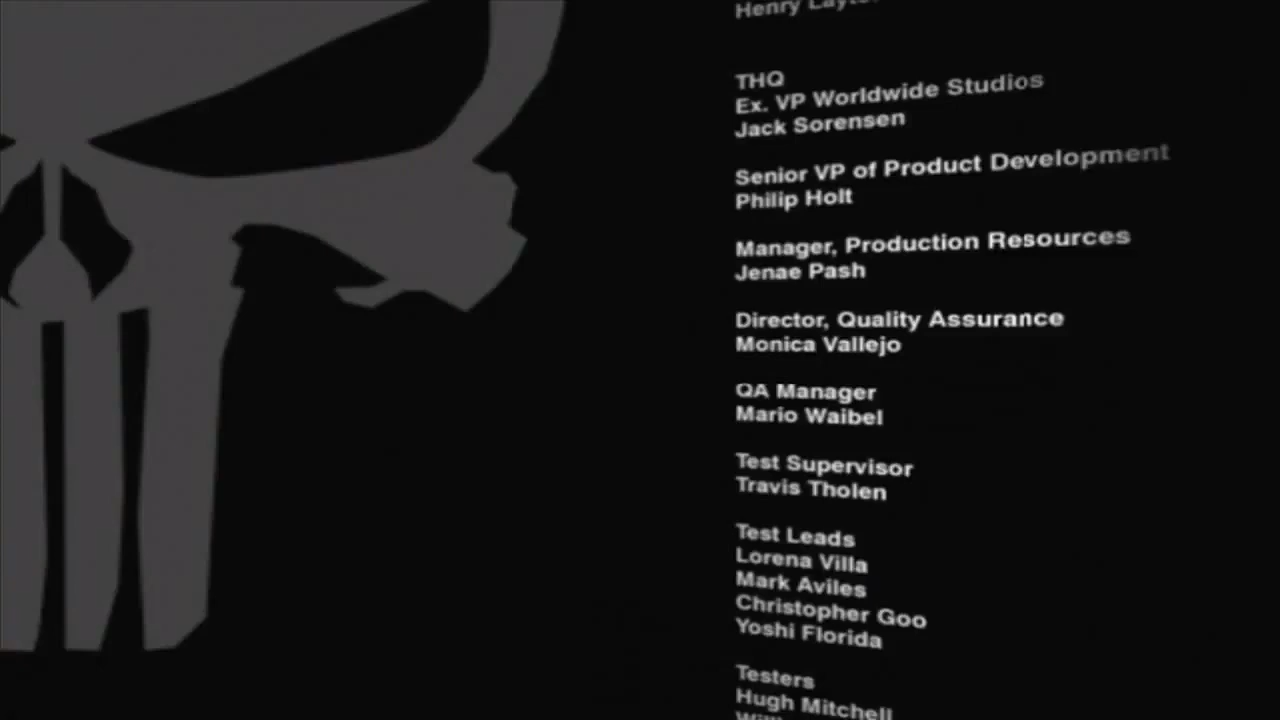 Henry
THQ
Ex. VP Worldwide Studios
Jack Sorensen
Senior VP of Product Development
Philip Holt
Manager, Production Resources
Jenae Pash
Director, Quality Assurance
Monica Vallejo
QA Manager
Mario Waibel
Test Supervisor
Travis Tholen
Test Leads
Lorena Villa
Mark Aviles
Christopher Goo
Yoshi Florida
Testers
Hugh Mitchell